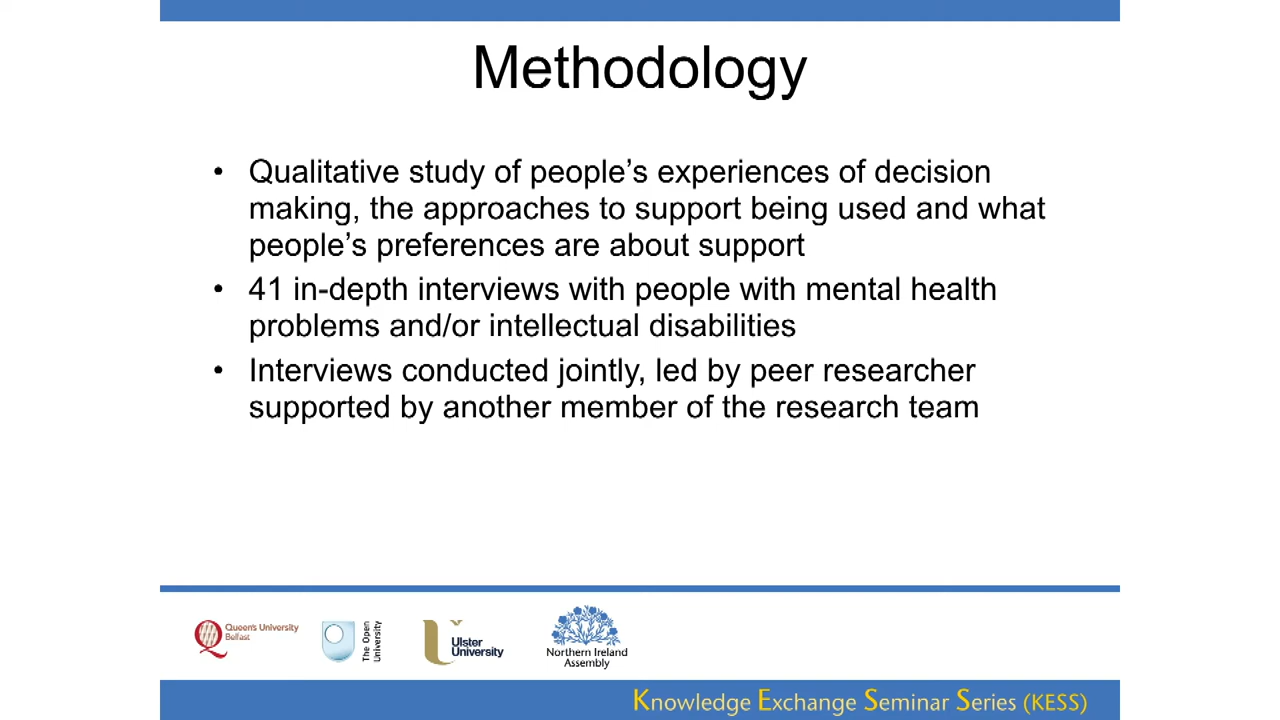 Methodology
• Qualitative study of people’s experiences of decision
making, the approaches to support being used and what
people’s preferences are about support
• 41 in-depth interviews with people with mental health
problems and/or intellectual disabilities
• Interviews conducted jointly, led by peer researcher
supported by another member of the research team
Queen's University
Belfast
The Open
University
Ulster
University
Northern Ireland
Assembly
Knowledge Exchange Seminar Series (KESS)